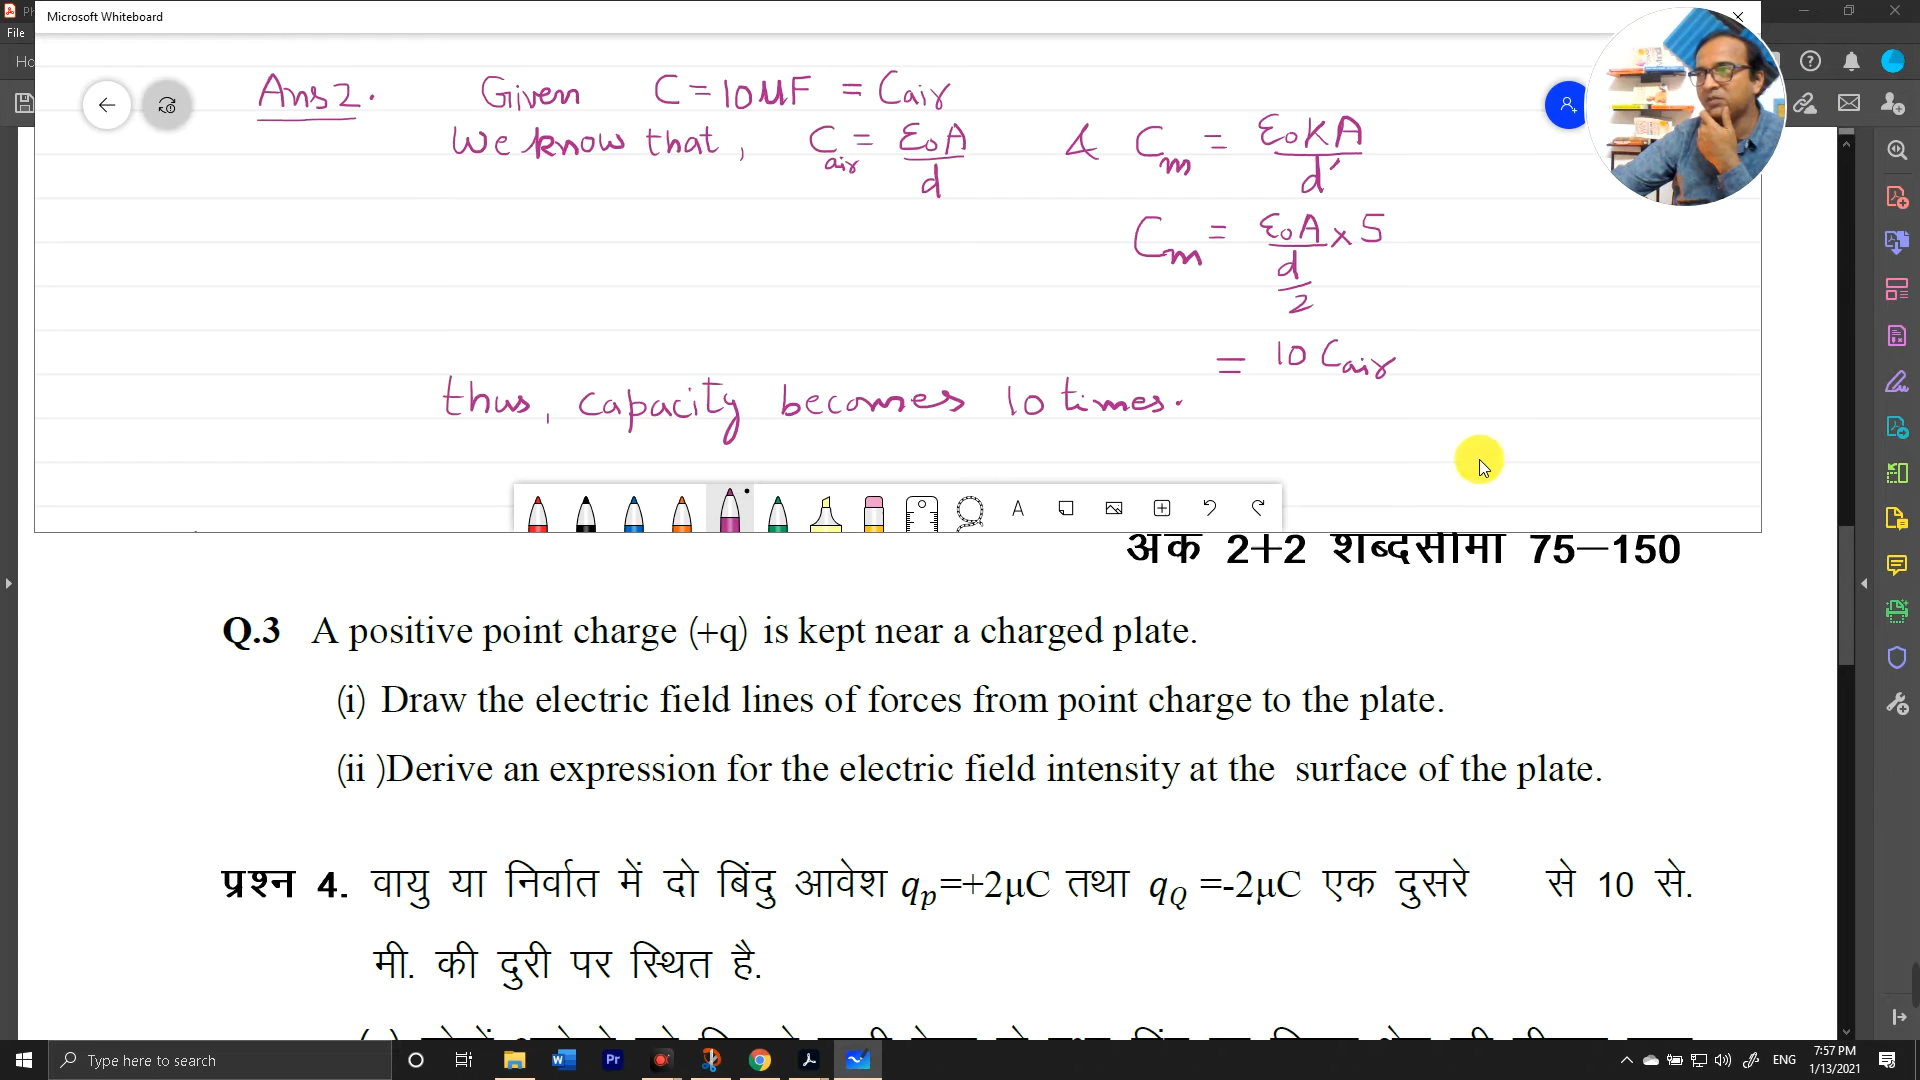 Microsoft Whiteboard
File
Ans 2. Given C = 10 μF = Cair
We know that, Cair = ε₀A/d & Cm = ε₀KA/d′
Cm = ε₀A/(d/2) × 5
= 10 Cair
thus, capacity becomes 10 times.
अंक 2+2 शब्दसीमा 75–150
Q.3 A positive point charge (+q) is kept near a charged plate.
(i) Draw the electric field lines of forces from point charge to the plate.
(ii )Derive an expression for the electric field intensity at the surface of the plate.
प्रश्न 4. वायु या निर्वात में दो बिंदु आवेश qp=+2μC तथा qQ =-2μC एक दुसरे से 10 से.
मी. की दुरी पर स्थित है.
Type here to search
ENG
7:57 PM
1/13/2021